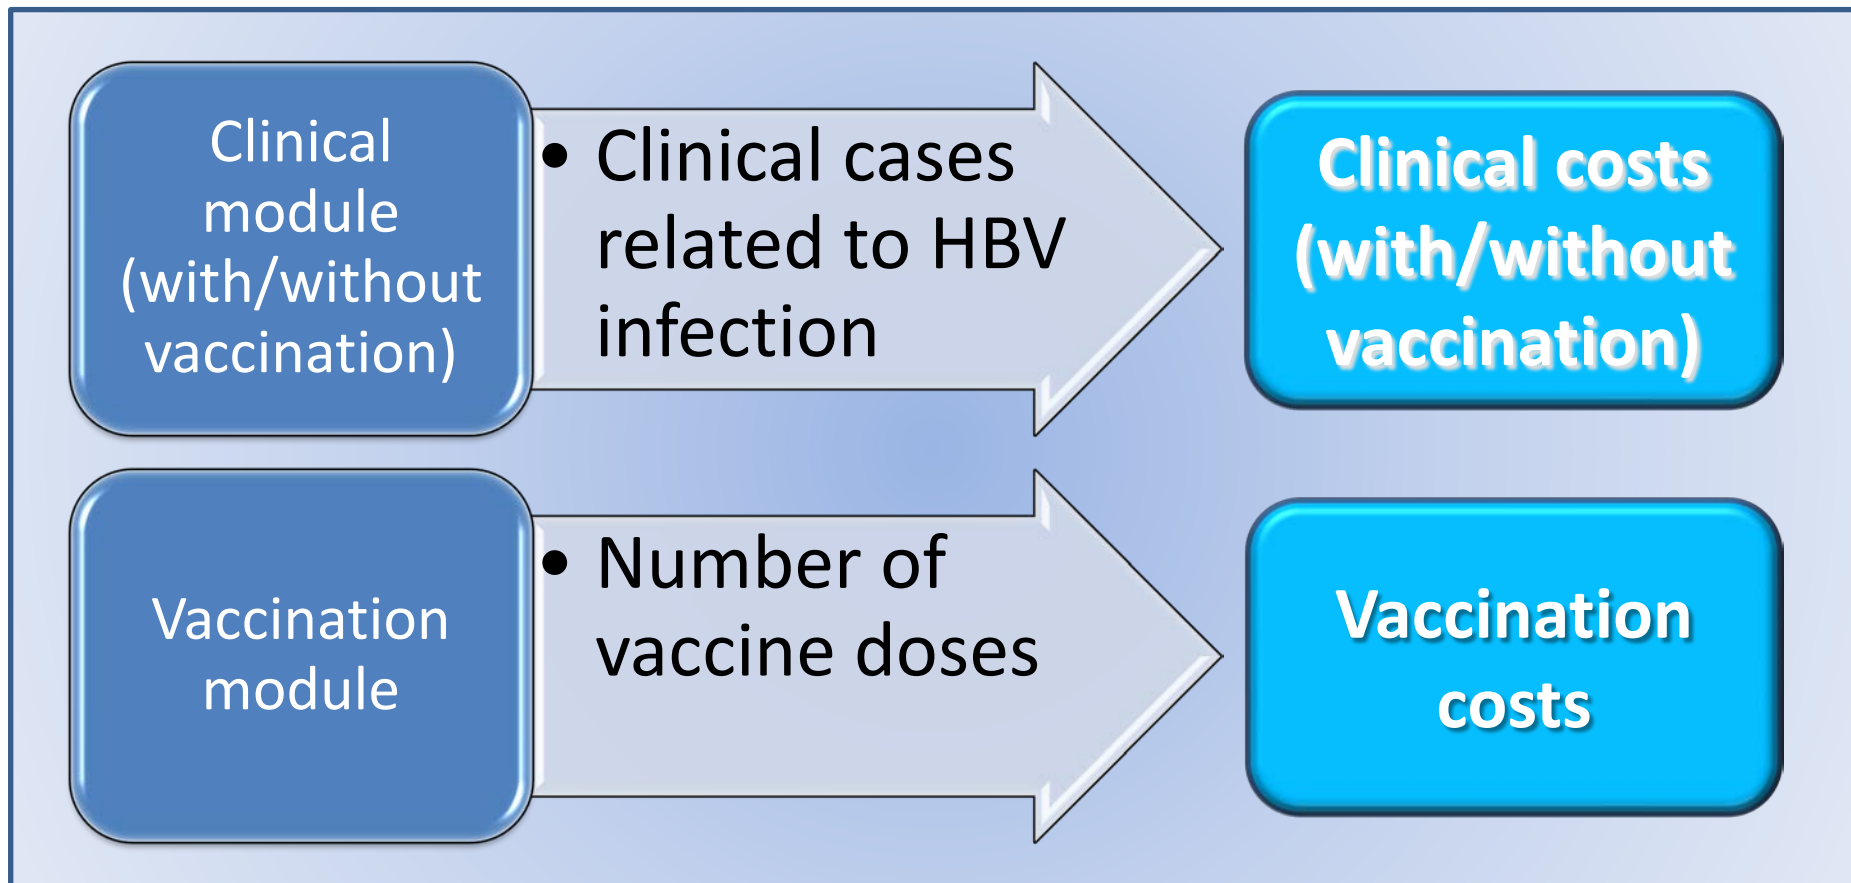 Clinical
module
(with/without
vaccination)
• Clinical cases
related to HBV
infection
Clinical costs
(with/without
vaccination)
Vaccination
module
• Number of
vaccine doses
Vaccination
costs